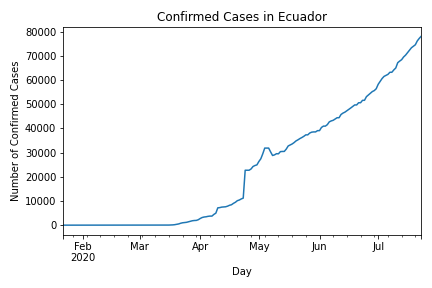 Confirmed Cases in Ecuador
80000
70000
60000
50000
40000
30000
20000
10000
0
Number of Confirmed Cases
Feb Mar Apr May Jun Jul
2020
Day